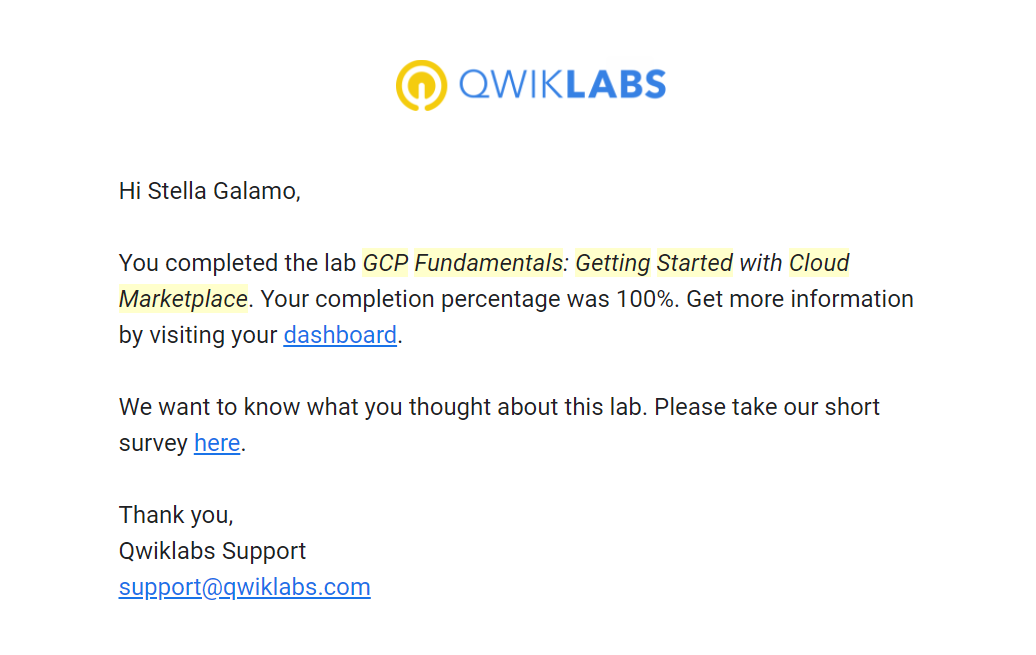 QWIKLABS
Hi Stella Galamo,
You completed the lab GCP Fundamentals: Getting Started with Cloud
Marketplace. Your completion percentage was 100%. Get more information
by visiting your dashboard.
We want to know what you thought about this lab. Please take our short
survey here.
Thank you,
Qwiklabs Support
support@qwiklabs.com